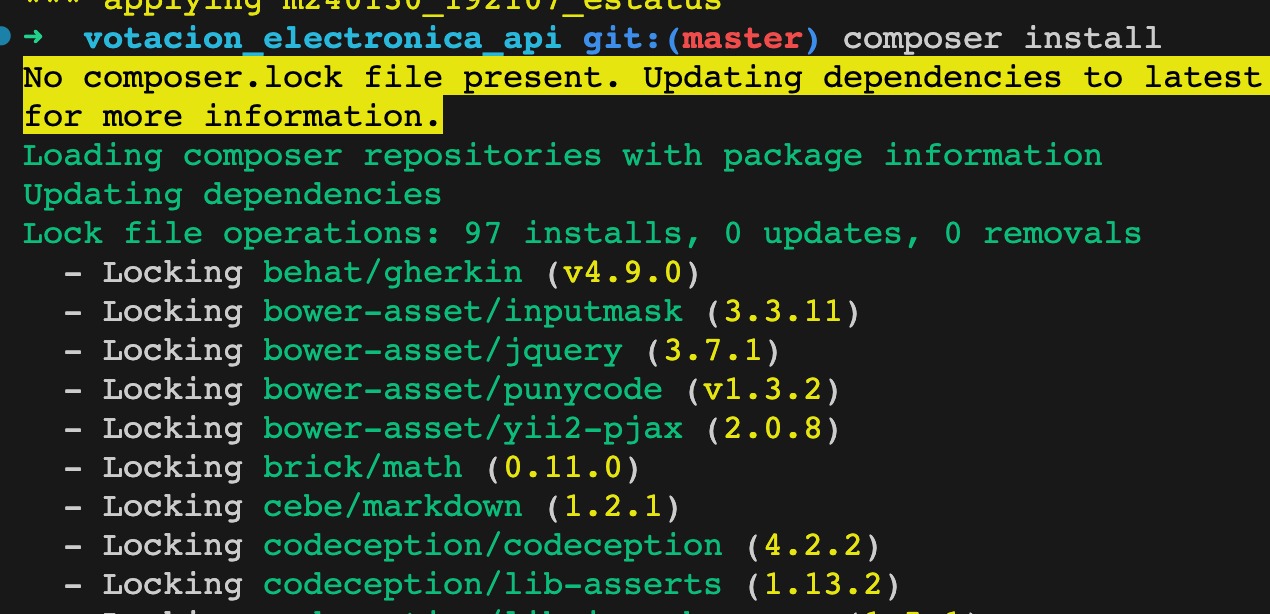 *** applying m240130_192107_estatus
➜ votacion_electronica_api git:(master) composer install
No composer.lock file present. Updating dependencies to latest
for more information.
Loading composer repositories with package information
Updating dependencies
Lock file operations: 97 installs, 0 updates, 0 removals
- Locking behat/gherkin (v4.9.0)
- Locking bower-asset/inputmask (3.3.11)
- Locking bower-asset/jquery (3.7.1)
- Locking bower-asset/punycode (v1.3.2)
- Locking bower-asset/yii2-pjax (2.0.8)
- Locking brick/math (0.11.0)
- Locking cebe/markdown (1.2.1)
- Locking codeception/codeception (4.2.2)
- Locking codeception/lib-asserts (1.13.2)